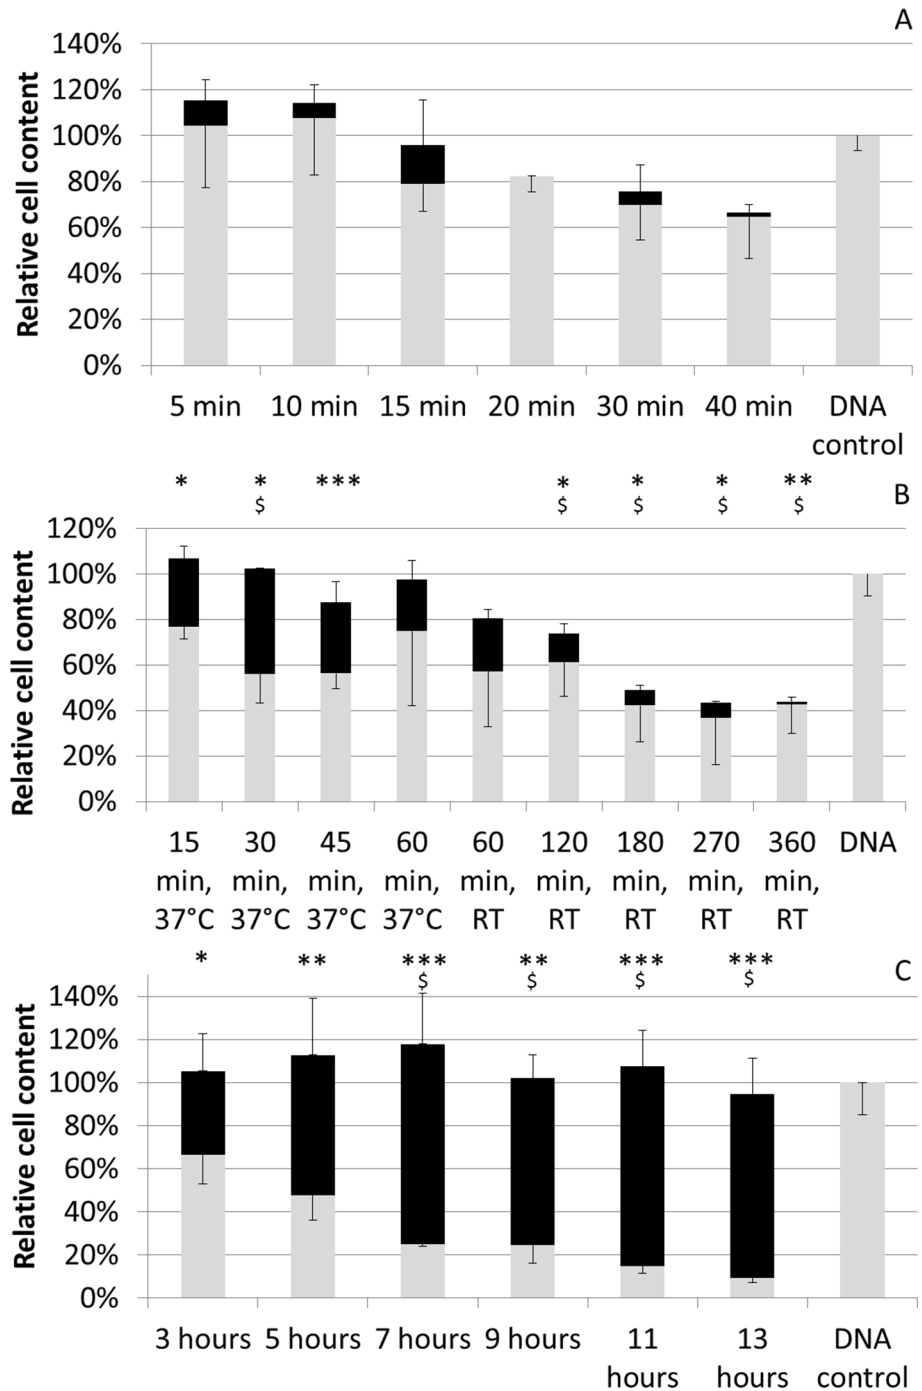 A
Relative cell content
140%
120%
100%
80%
60%
40%
20%
0%
5 min 10 min 15 min 20 min 30 min 40 min DNA
control
* * *** * * * ** B
$ $ $ $ $
Relative cell content
120%
100%
80%
60%
40%
20%
0%
15 30 45 60 60 120 180 270 360 DNA
min, min, min, min, min, min, min, min, min,
37°C 37°C 37°C 37°C RT RT RT RT RT
* ** *** ** *** *** C
$ $ $ $
Relative cell content
140%
120%
100%
80%
60%
40%
20%
0%
3 hours 5 hours 7 hours 9 hours 11 13 DNA
hours hours control